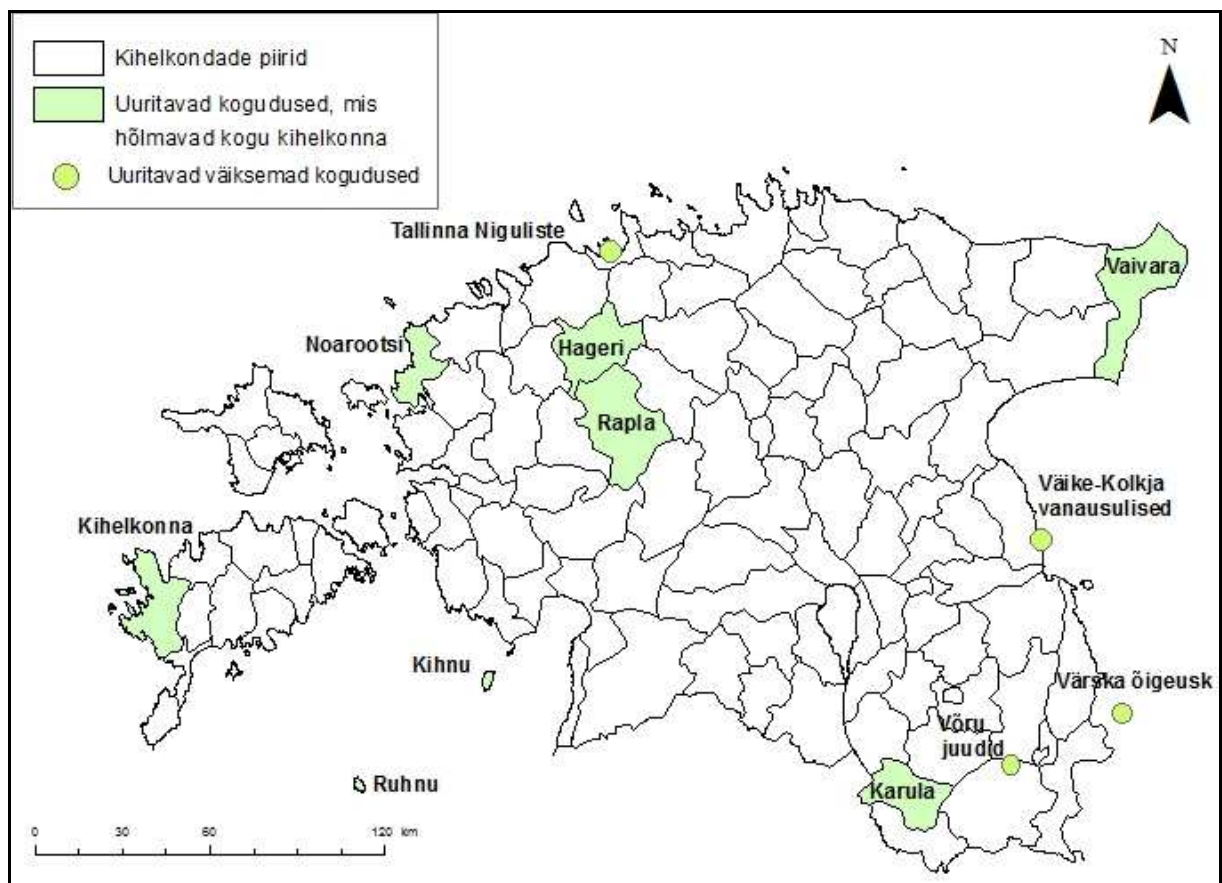 Kihelkondade piirid
Uuritavad kogudused, mis
hõlmavad kogu kihelkonna
Uuritavad väiksemad kogudused
N
Tallinna Niguliste
Vaivara
Noarootsi
Hageri
Rapla
Väike-Kolkja
vanausulised
Kihelkonna
Kihnu
Värska õigeusk
Võru
juudid
Ruhnu
Karula
0 30 60 120 km